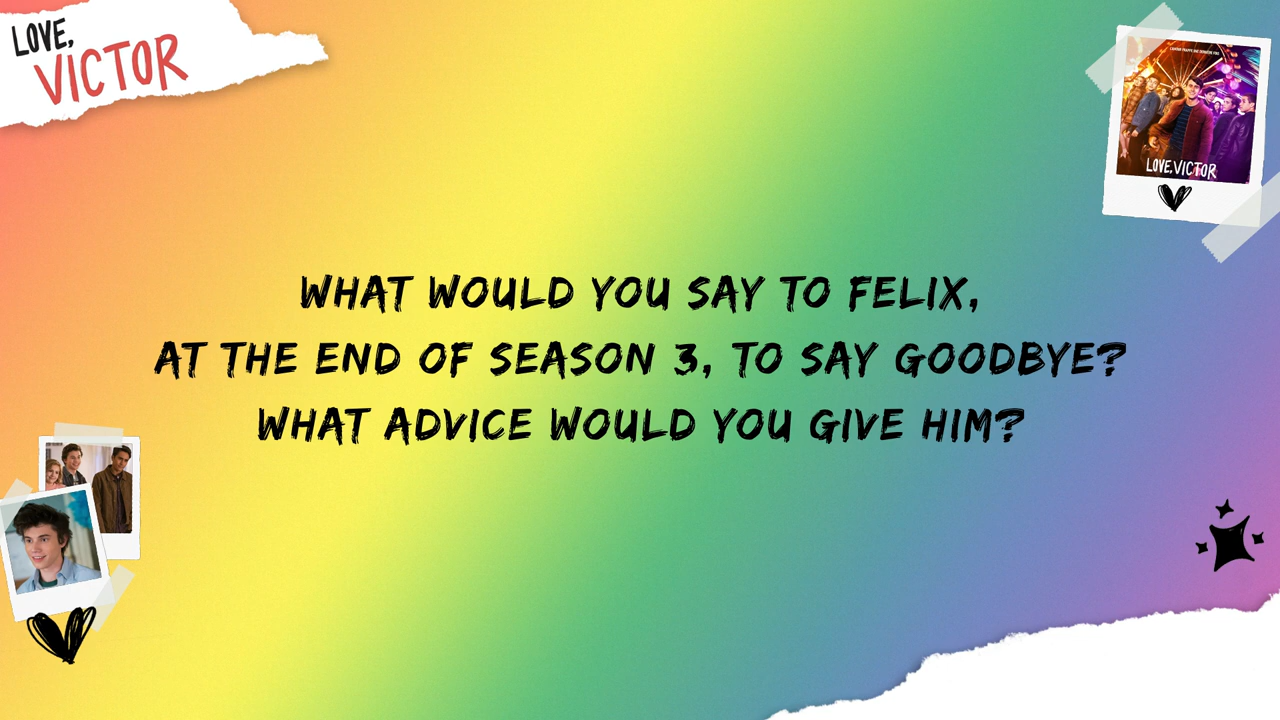 LOVE,
VICTOR
LOVE, VICTOR
WHAT WOULD YOU SAY TO FELIX,
AT THE END OF SEASON 3, TO SAY GOODBYE?
WHAT ADVICE WOULD YOU GIVE HIM?